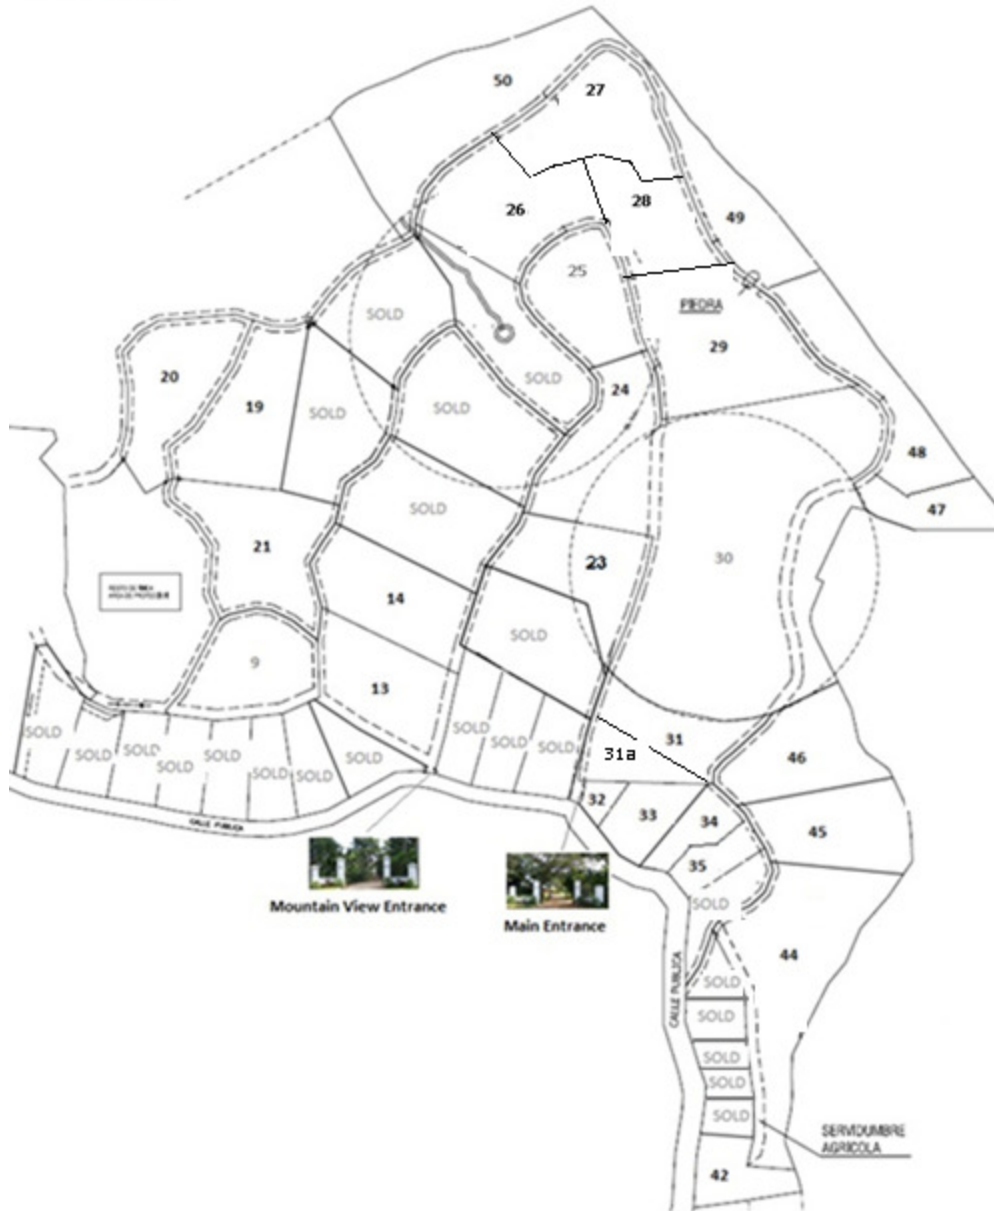 50
27
26
28
49
25
SOLD
PIEDRA
29
20
19
SOLD
SOLD
SOLD
24
48
47
SOLD
21
23
30
14
9
SOLD
13
SOLD
SOLD
SOLD
SOLD
SOLD
SOLD
SOLD
SOLD
SOLD
SOLD
SOLD
SOLD
31
31a
46
32
33
34
45
CALLE PUBLICA
35
SOLD
Mountain View Entrance
Main Entrance
44
CALLE PUBLICA
SOLD
SOLD
SOLD
SOLD
SOLD
SERVIDUMBRE
AGRICOLA
42